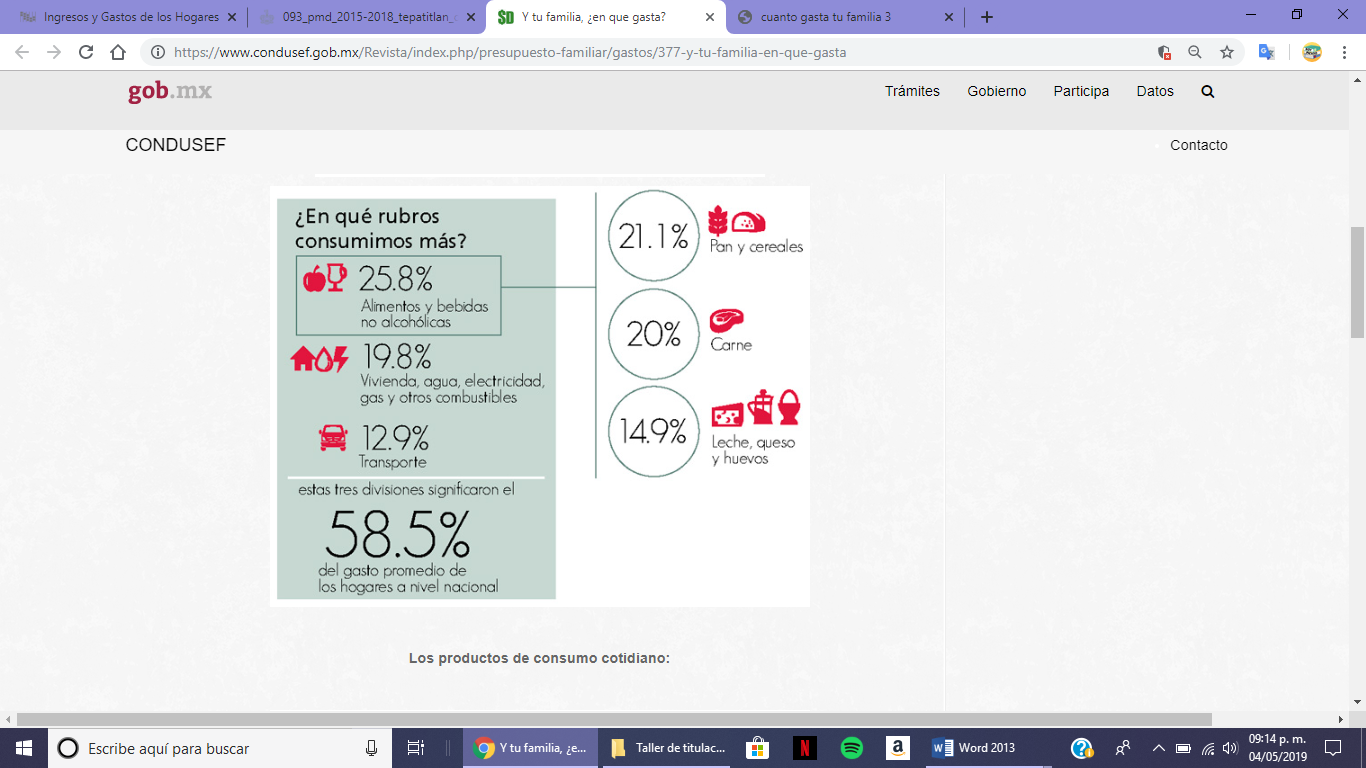 Ingresos y Gastos de los Hogares
093_pmd_2015-2018_tepatitlan_
Y tu familia, ¿en que gasta?
cuanto gasta tu familia 3
https://www.condusef.gob.mx/Revista/index.php/presupuesto-familiar/gastos/377-y-tu-familia-en-que-gasta
gob.mx
Trámites
Gobierno
Participa
Datos
CONDUSEF
Contacto
¿En qué rubros
consumimos más?
25.8%
Alimentos y bebidas
no alcohólicas
19.8%
Vivienda, agua, electricidad,
gas y otros combustibles
12.9%
Transporte
estas tres divisiones significaron el
58.5%
del gasto promedio de
los hogares a nivel nacional
21.1%
Pan y cereales
20%
Carne
14.9%
Leche, queso
y huevos
Los productos de consumo cotidiano:
Escribe aquí para buscar
Y tu familia, ¿e...
Taller de titulac...
Word 2013
09:14 p. m.
04/05/2019